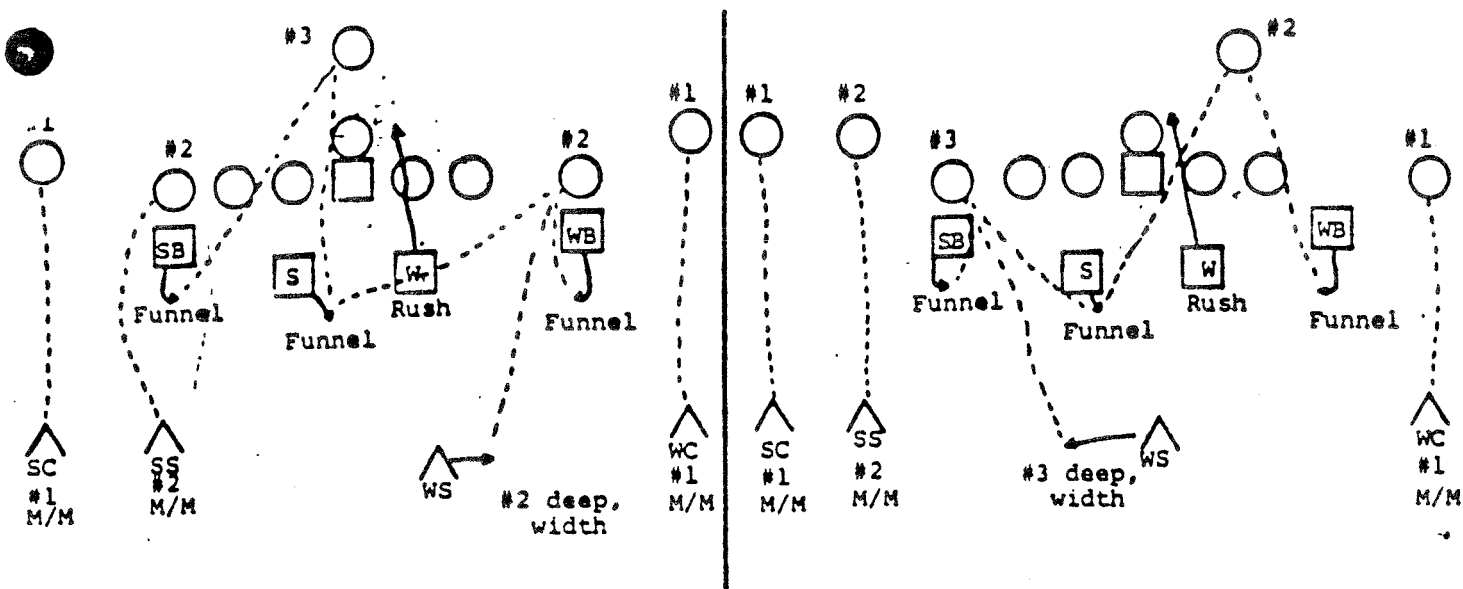 #3
#1
#2
#2
#1
SB
WB
S
W
Funnel
Rush
Funnel
Funnel
SC
#1
M/M
SS
#2
M/M
WS
#2 deep,
width
WC
#1
M/M
#2
#1
#2
#3
#1
SB
WB
S
W
Funnel
Rush
Funnel
Funnel
SC
#1
M/M
SS
#2
M/M
#3 deep,
width
WS
WC
#1
M/M